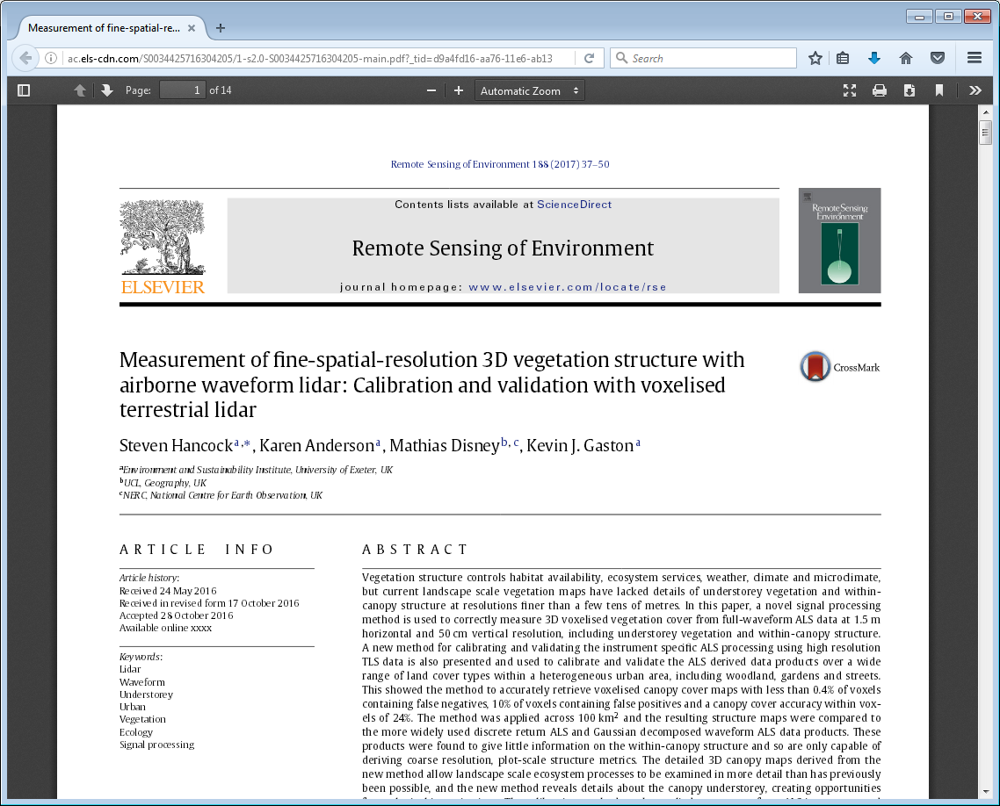 Measurement of fine-spatial-re...
ac.els-cdn.com/S0034425716304205/1-s2.0-S0034425716304205-main.pdf?_tid=d9a4fd16-aa76-11e6-ab13
Search
Page: 1 of 14
Automatic Zoom
Remote Sensing of Environment 188 (2017) 37–50
Contents lists available at ScienceDirect
Remote Sensing of Environment
journal homepage: www.elsevier.com/locate/rse
ELSEVIER
Remote Sensing
Environment
Measurement of fine-spatial-resolution 3D vegetation structure with
airborne waveform lidar: Calibration and validation with voxelised
terrestrial lidar
CrossMark
Steven Hancock a,*, Karen Anderson a, Mathias Disney b, c, Kevin J. Gaston a
a Environment and Sustainability Institute, University of Exeter, UK
b UCL, Geography, UK
c NERC, National Centre for Earth Observation, UK
ARTICLE INFO
Article history:
Received 24 May 2016
Received in revised form 17 October 2016
Accepted 28 October 2016
Available online xxxx
Keywords:
Lidar
Waveform
Understorey
Urban
Vegetation
Ecology
Signal processing
ABSTRACT
Vegetation structure controls habitat availability, ecosystem services, weather, climate and microclimate,
but current landscape scale vegetation maps have lacked details of understorey vegetation and within-
canopy structure at resolutions finer than a few tens of metres. In this paper, a novel signal processing
method is used to correctly measure 3D voxelised vegetation cover from full-waveform ALS data at 1.5 m
horizontal and 50 cm vertical resolution, including understorey vegetation and within-canopy structure.
A new method for calibrating and validating the instrument specific ALS processing using high resolution
TLS data is also presented and used to calibrate and validate the ALS derived data products over a wide
range of land cover types within a heterogeneous urban area, including woodland, gardens and streets.
This showed the method to accurately retrieve voxelised canopy cover maps with less than 0.4% of voxels
containing false negatives, 10% of voxels containing false positives and a canopy cover accuracy within vox-
els of 24%. The method was applied across 100 km² and the resulting structure maps were compared to
the more widely used discrete return ALS and Gaussian decomposed waveform ALS data products. These
products were found to give little information on the within-canopy structure and so are only capable of
deriving coarse resolution, plot-scale structure metrics. The detailed 3D canopy maps derived from the
new method allow landscape scale ecosystem processes to be examined in more detail than has previously
been possible, and the new method reveals details about the canopy understorey, creating opportunities